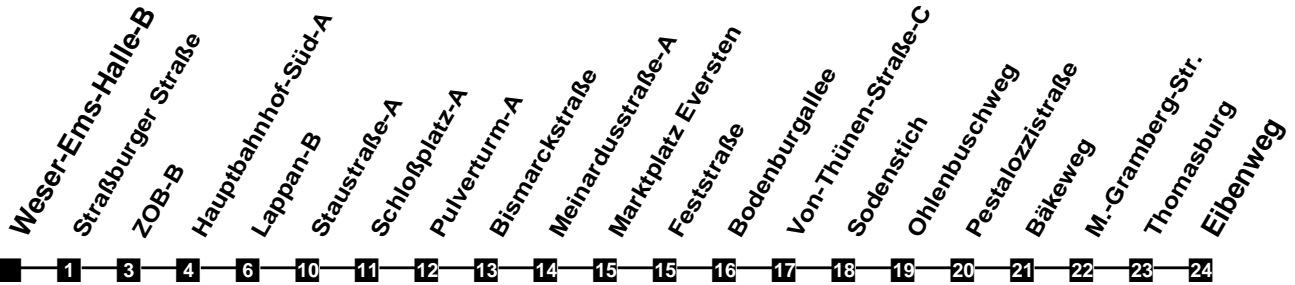 Weser-Ems-Halle-B
Straßburger Straße
ZOB-B
Hauptbahnhof-Süd-A
Lappan-B
Staustraße-A
Schloßplatz-A
Pulverturm-A
Bismarckstraße
Meinardusstraße-A
Marktplatz Eversten
Feststraße
Bodenburgallee
Von-Thünen-Straße-C
Sodenstich
Ohlenbuschweg
Pestalozzistraße
Bäkeweg
M.-Gramberg-Str.
Thomasburg
Eibenweg
1 3 4 6 10 11 12 13 14 15 15 16 17 18 19 20 21 22 23 24